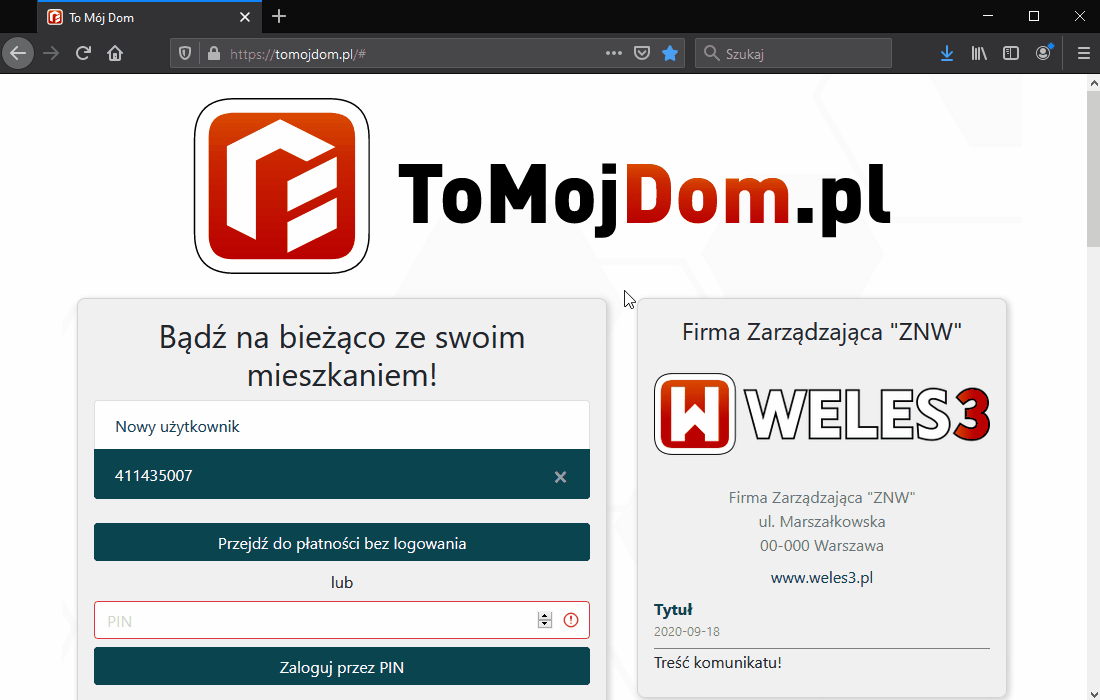 To Mój Dom
https://tomojdom.pl/#
Szukaj
ToMojDom.pl
Bądź na bieżąco ze swoim
mieszkaniem!
Nowy użytkownik
411435007
Przejdź do płatności bez logowania
lub
PIN
Zaloguj przez PIN
Firma Zarządzająca "ZNW"
WELES3
Firma Zarządzająca "ZNW"
ul. Marszałkowska
00-000 Warszawa
www.weles3.pl
Tytuł
2020-09-18
Treść komunikatu!